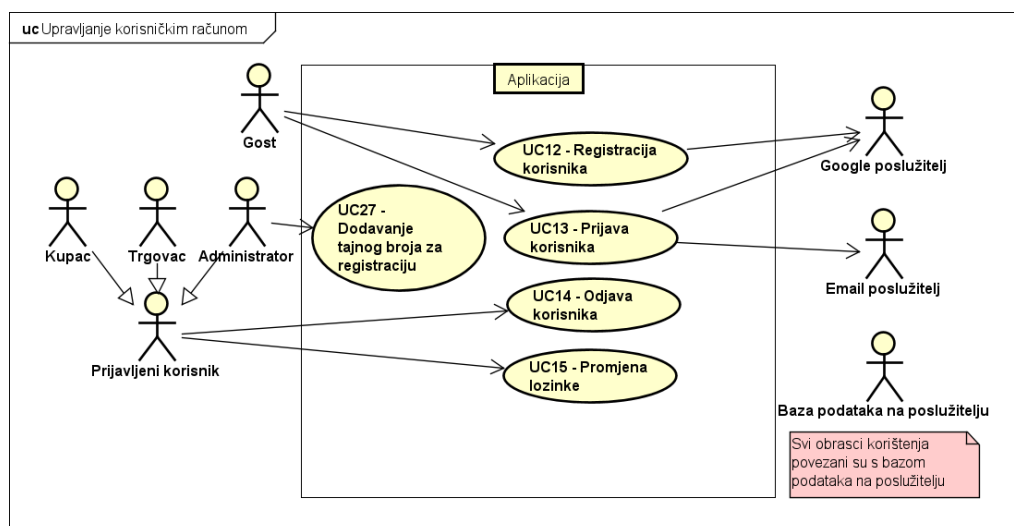 uc Upravljanje korisničkim računom
Aplikacija
Gost
UC12 - Registracija
korisnika
Google poslužitelj
Kupac
Trgovac
Administrator
UC27 -
Dodavanje
tajnog broja za
registraciju
UC13 - Prijava
korisnika
Email poslužitelj
UC14 - Odjava
korisnika
Prijavljeni korisnik
UC15 - Promjena
lozinke
Baza podataka na poslužitelju
Svi obrasci korištenja
povezani su s bazom
podataka na poslužitelju